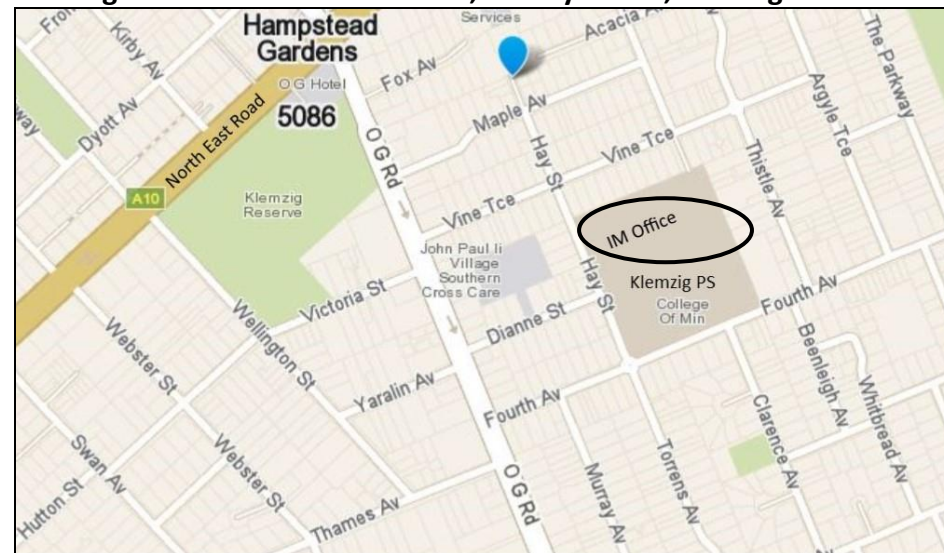 Services
Hampstead
Gardens
O G Hotel
5086
North East Road
A10
Kirby Av
Dyott Av
Fox Av
Acacia
The Parkway
Argyle Tce
Maple Av
Hay St
Vine Tce
Thistle Av
O G Rd
Klemzig
Reserve
Vine Tce
IM Office
John Paul Ii
Village
Southern
Cross Care
Hay St
Klemzig PS
College
Of Min
Fourth Av
Victoria St
Dianne St
Wellington St
Webster St
Yaralin Av
Fourth Av
Beenleigh Av
Whitbread Av
Clarence Av
Torrens Av
Murray Av
O G Rd
Webster St
Swan Av
Hutton St
Thames Av